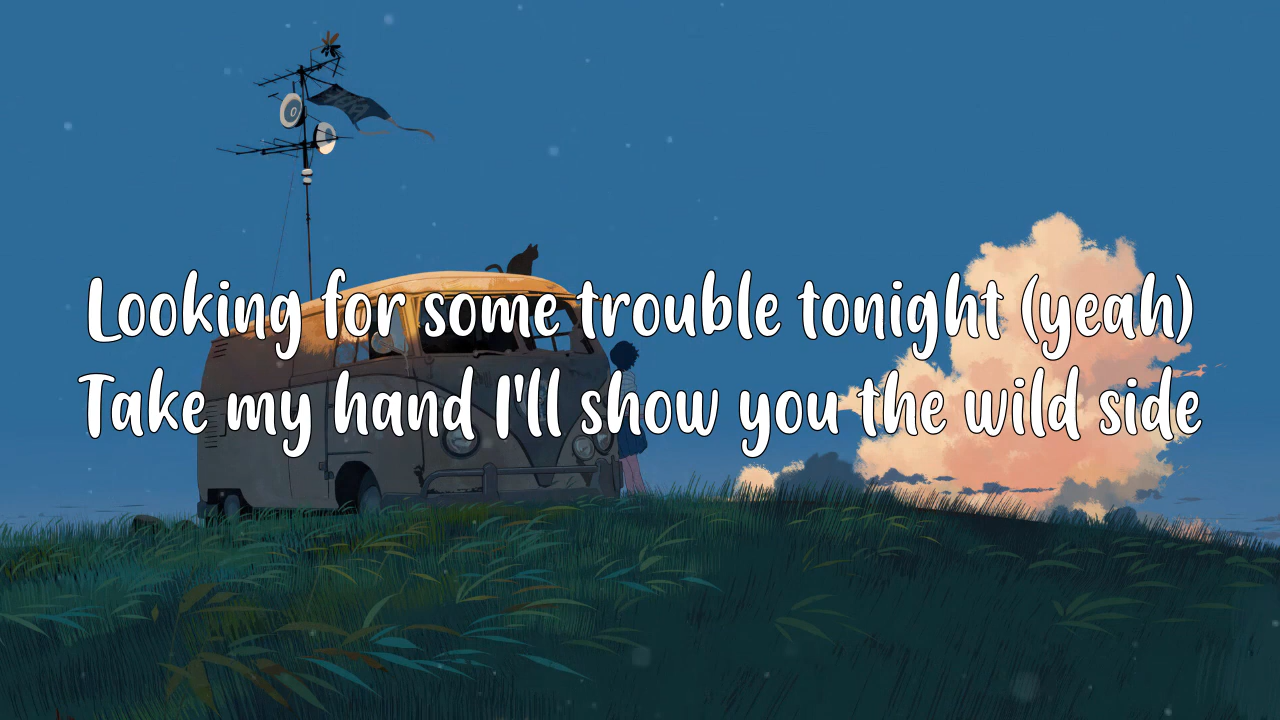 Looking for some trouble tonight (yeah)
Take my hand I'll show you the wild side